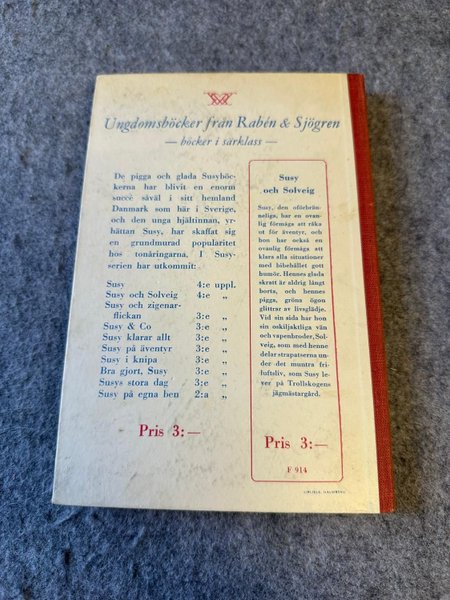 Ungdomsböcker från Rabén & Sjögren
— böcker i särklass —
De pigga och glada Susyböc-
kerna har blivit en enorm
succé såväl i sitt hemland
Danmark som här i Sverige,
och den unga hjältinnan, yr-
hättan Susy, har skaffat sig
en grundmurad popularitet
hos tonåringarna. I Susy-
serien har utkommit:
Susy 4:e uppl.
Susy och Solveig 4:e „
Susy och zigenar-
flickan 3:e „
Susy & Co 3:e „
Susy klarar allt 3:e „
Susy på äventyr 3:e „
Susy i knipa 3:e „
Bra gjort, Susy 3:e „
Susys stora dag 3:e „
Susy på egna ben 2:a „
Pris 3:—
Susy
och Solveig
Susy, den oförbrän-
neliga, har en ovan-
lig förmåga att råka
ut för äventyr, och
hon har också en
ovanlig förmåga att
klara alla situationer
med bibehållet gott
humör. Hennes glada
skratt är aldrig långt
borta, och hennes
pigga, gröna ögon
glittrar av livsglädje.
Vid sin sida har hon
sin oskiljaktliga vän
och vapenbroder, Sol-
veig, som med henne
delar strapatserna un-
der det muntra fri-
luftsliv, som Susy le-
ver på Trollskogens
jägmästargård.
Pris 3:—
F 914